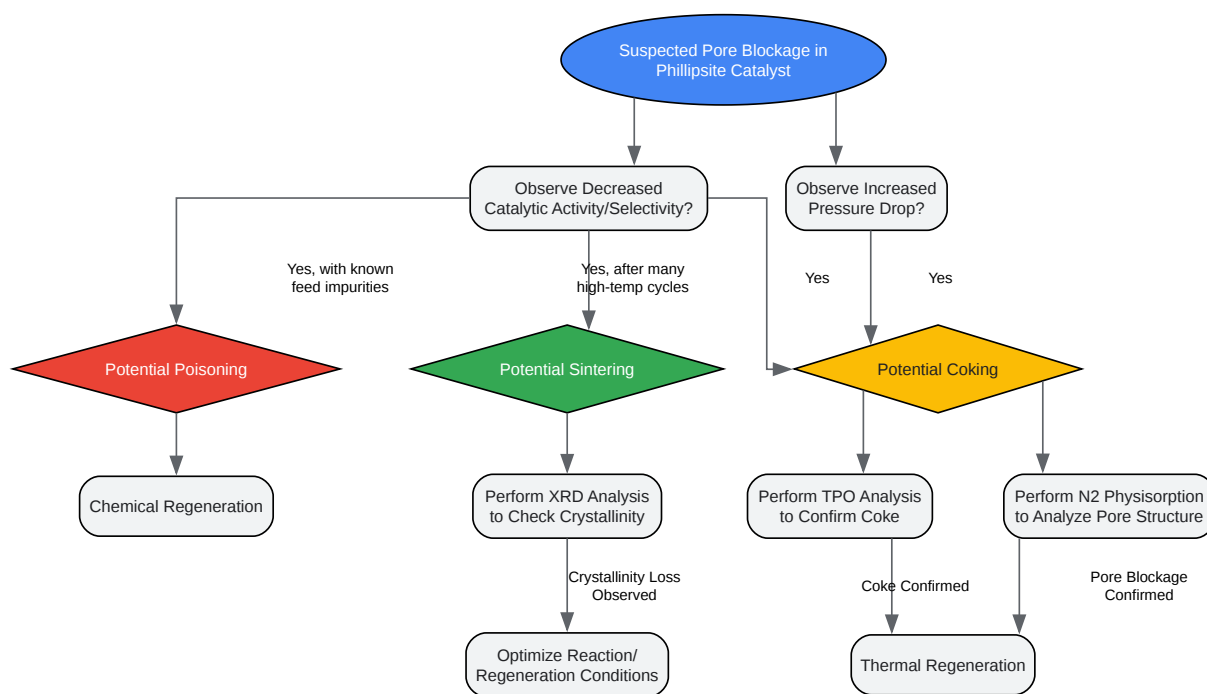 Suspected Pore Blockage in
Phillipsite Catalyst
Observe Decreased
Catalytic Activity/Selectivity?
Observe Increased
Pressure Drop?
Yes, with known
feed impurities
Yes, after many
high-temp cycles
Yes
Yes
Potential Poisoning
Potential Sintering
Potential Coking
Chemical Regeneration
Perform XRD Analysis
to Check Crystallinity
Perform TPO Analysis
to Confirm Coke
Perform N2 Physisorption
to Analyze Pore Structure
Crystallinity Loss
Observed
Coke Confirmed
Pore Blockage
Confirmed
Optimize Reaction/
Regeneration Conditions
Thermal Regeneration